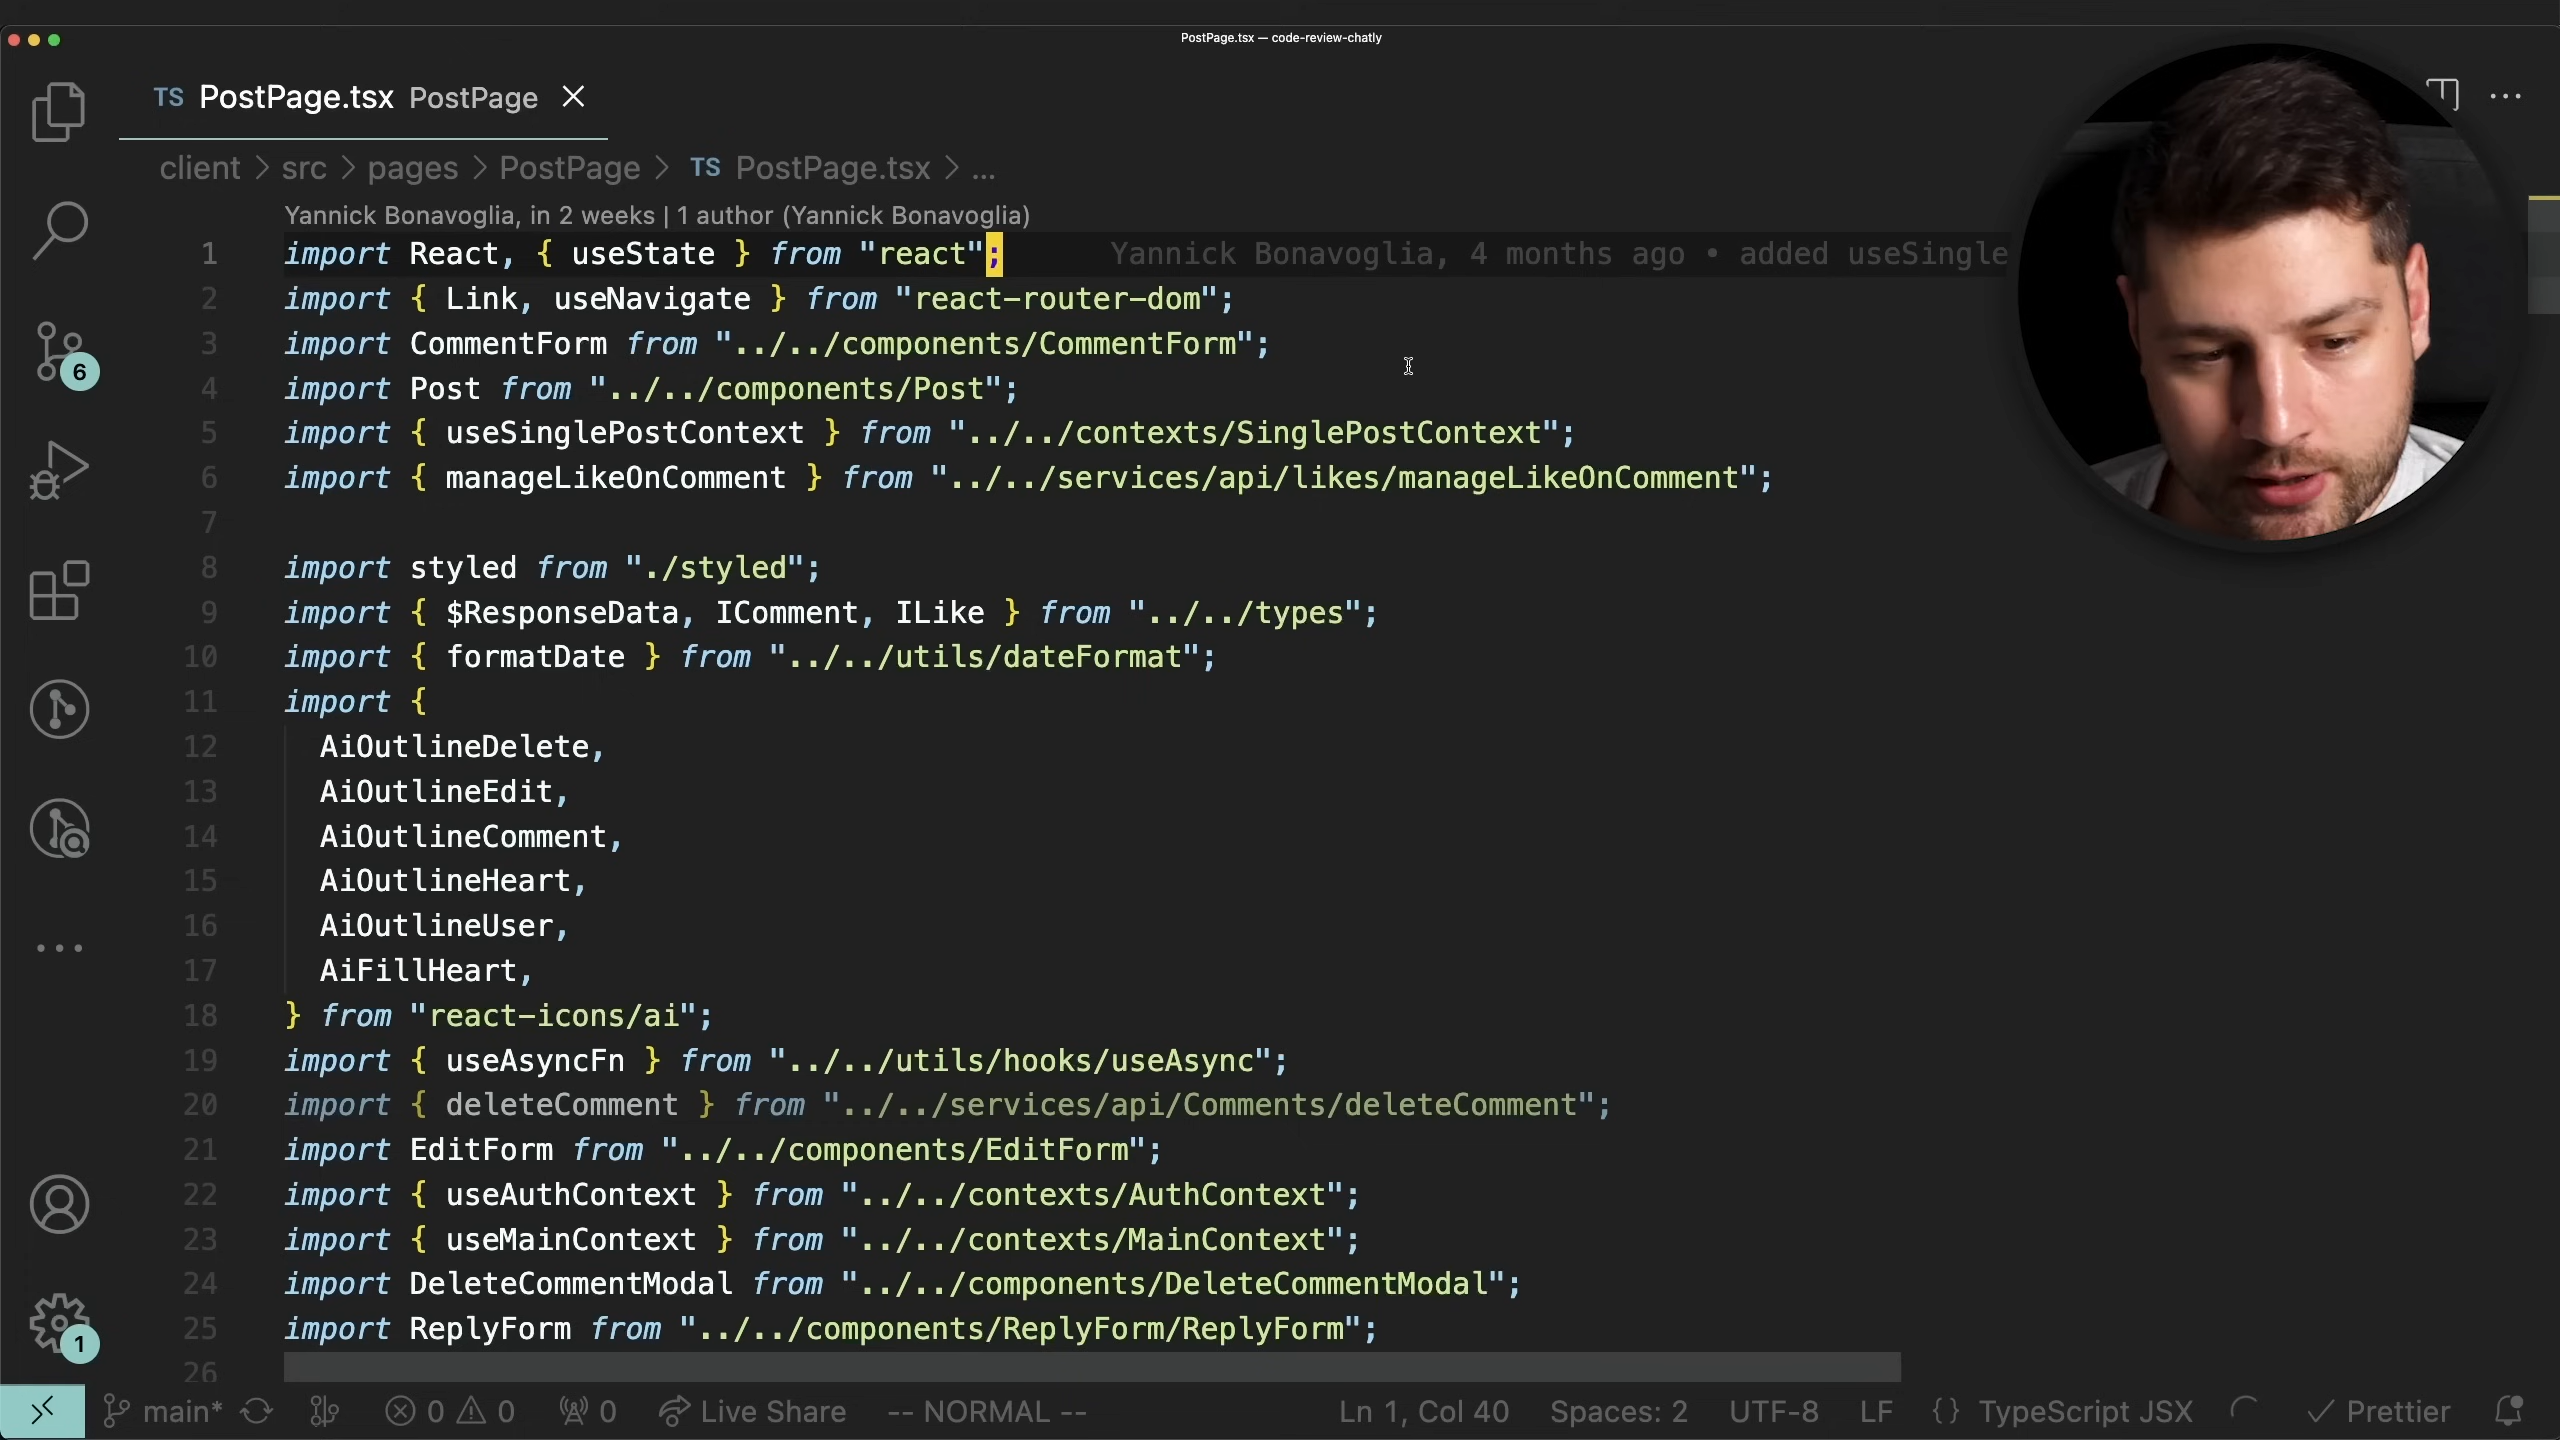 PostPage.tsx — code-review-chatly
TS PostPage.tsx PostPage
client > src > pages > PostPage > TS PostPage.tsx > ...
Yannick Bonavoglia, in 2 weeks | 1 author (Yannick Bonavoglia)
1 import React, { useState } from "react"; Yannick Bonavoglia, 4 months ago • added useSingle
2 import { Link, useNavigate } from "react-router-dom";
3 import CommentForm from "../../components/CommentForm";
4 import Post from "../../components/Post";
5 import { useSinglePostContext } from "../../contexts/SinglePostContext";
6 import { manageLikeOnComment } from "../../services/api/likes/manageLikeOnComment";
7
8 import styled from "./styled";
9 import { $ResponseData, IComment, ILike } from "../../types";
10 import { formatDate } from "../../utils/dateFormat";
11 import {
12 AiOutlineDelete,
13 AiOutlineEdit,
14 AiOutlineComment,
15 AiOutlineHeart,
16 AiOutlineUser,
17 AiFillHeart,
18 } from "react-icons/ai";
19 import { useAsyncFn } from "../../utils/hooks/useAsync";
20 import { deleteComment } from "../../services/api/Comments/deleteComment";
21 import EditForm from "../../components/EditForm";
22 import { useAuthContext } from "../../contexts/AuthContext";
23 import { useMainContext } from "../../contexts/MainContext";
24 import DeleteCommentModal from "../../components/DeleteCommentModal";
25 import ReplyForm from "../../components/ReplyForm/ReplyForm";
26
6
1
main* 0 0 0 Live Share -- NORMAL -- Ln 1, Col 40 Spaces: 2 UTF-8 LF {} TypeScript JSX Prettier